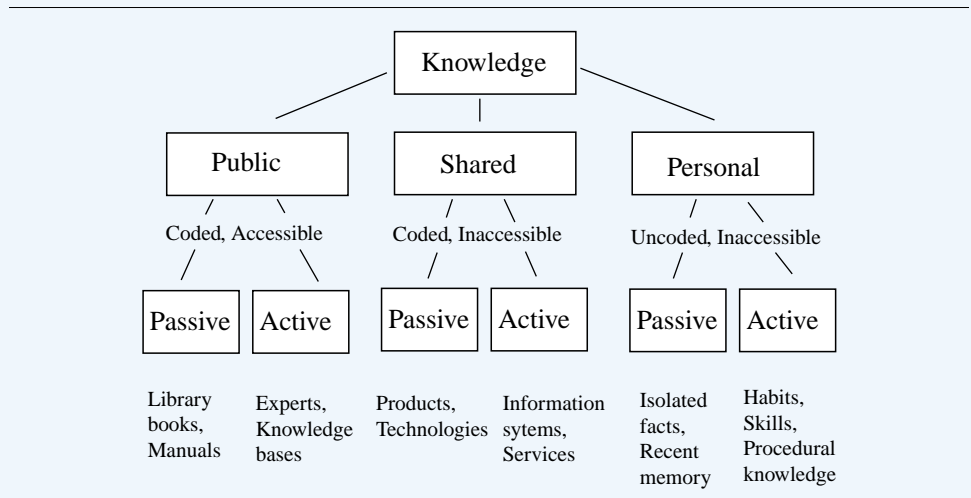 Knowledge
Public
Shared
Personal
Coded, Accessible
Coded, Inaccessible
Uncoded, Inaccessible
Passive
Active
Passive
Active
Passive
Active
Library
books,
Manuals
Experts,
Knowledge
bases
Products,
Technologies
Information
sytems,
Services
Isolated
facts,
Recent
memory
Habits,
Skills,
Procedural
knowledge